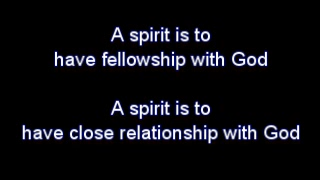 A spirit is to
have fellowship with God
A spirit is to
have close relationship with God